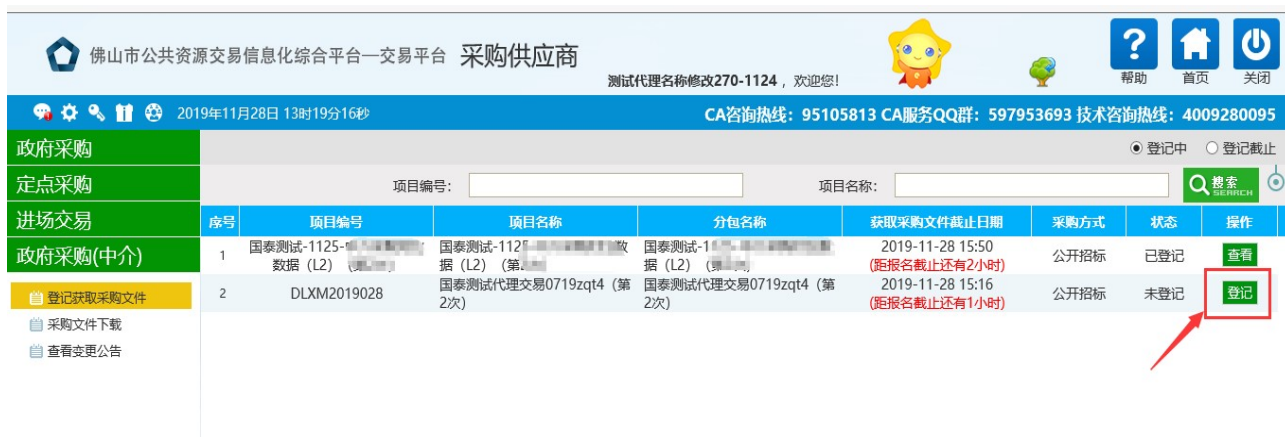 佛山市公共资源交易信息化综合平台—交易平台 采购供应商
测试代理名称修改270-1124，欢迎您!
帮助 首页 关闭
2019年11月28日 13时19分16秒 CA咨询热线：95105813 CA服务QQ群：597953693 技术咨询热线：4009280095
政府采购
登记中 登记截止
定点采购
项目编号： 项目名称： 搜索 SEARCH
进场交易
序号 项目编号 项目名称 分包名称 获取采购文件截止日期 采购方式 状态 操作
政府采购(中介)
1 国泰测试-1125- 国泰测试-112 数 国泰测试-1 2019-11-28 15:50 公开招标 已登记 查看
数据（L2） 据（L2）（第 据（L2） (距报名截止还有2小时)
登记获取采购文件
2 DLXM2019028 国泰测试代理交易0719zqt4（第 国泰测试代理交易0719zqt4（第 2019-11-28 15:16 公开招标 未登记 登记
2次) 2次) (距报名截止还有1小时)
采购文件下载
查看变更公告